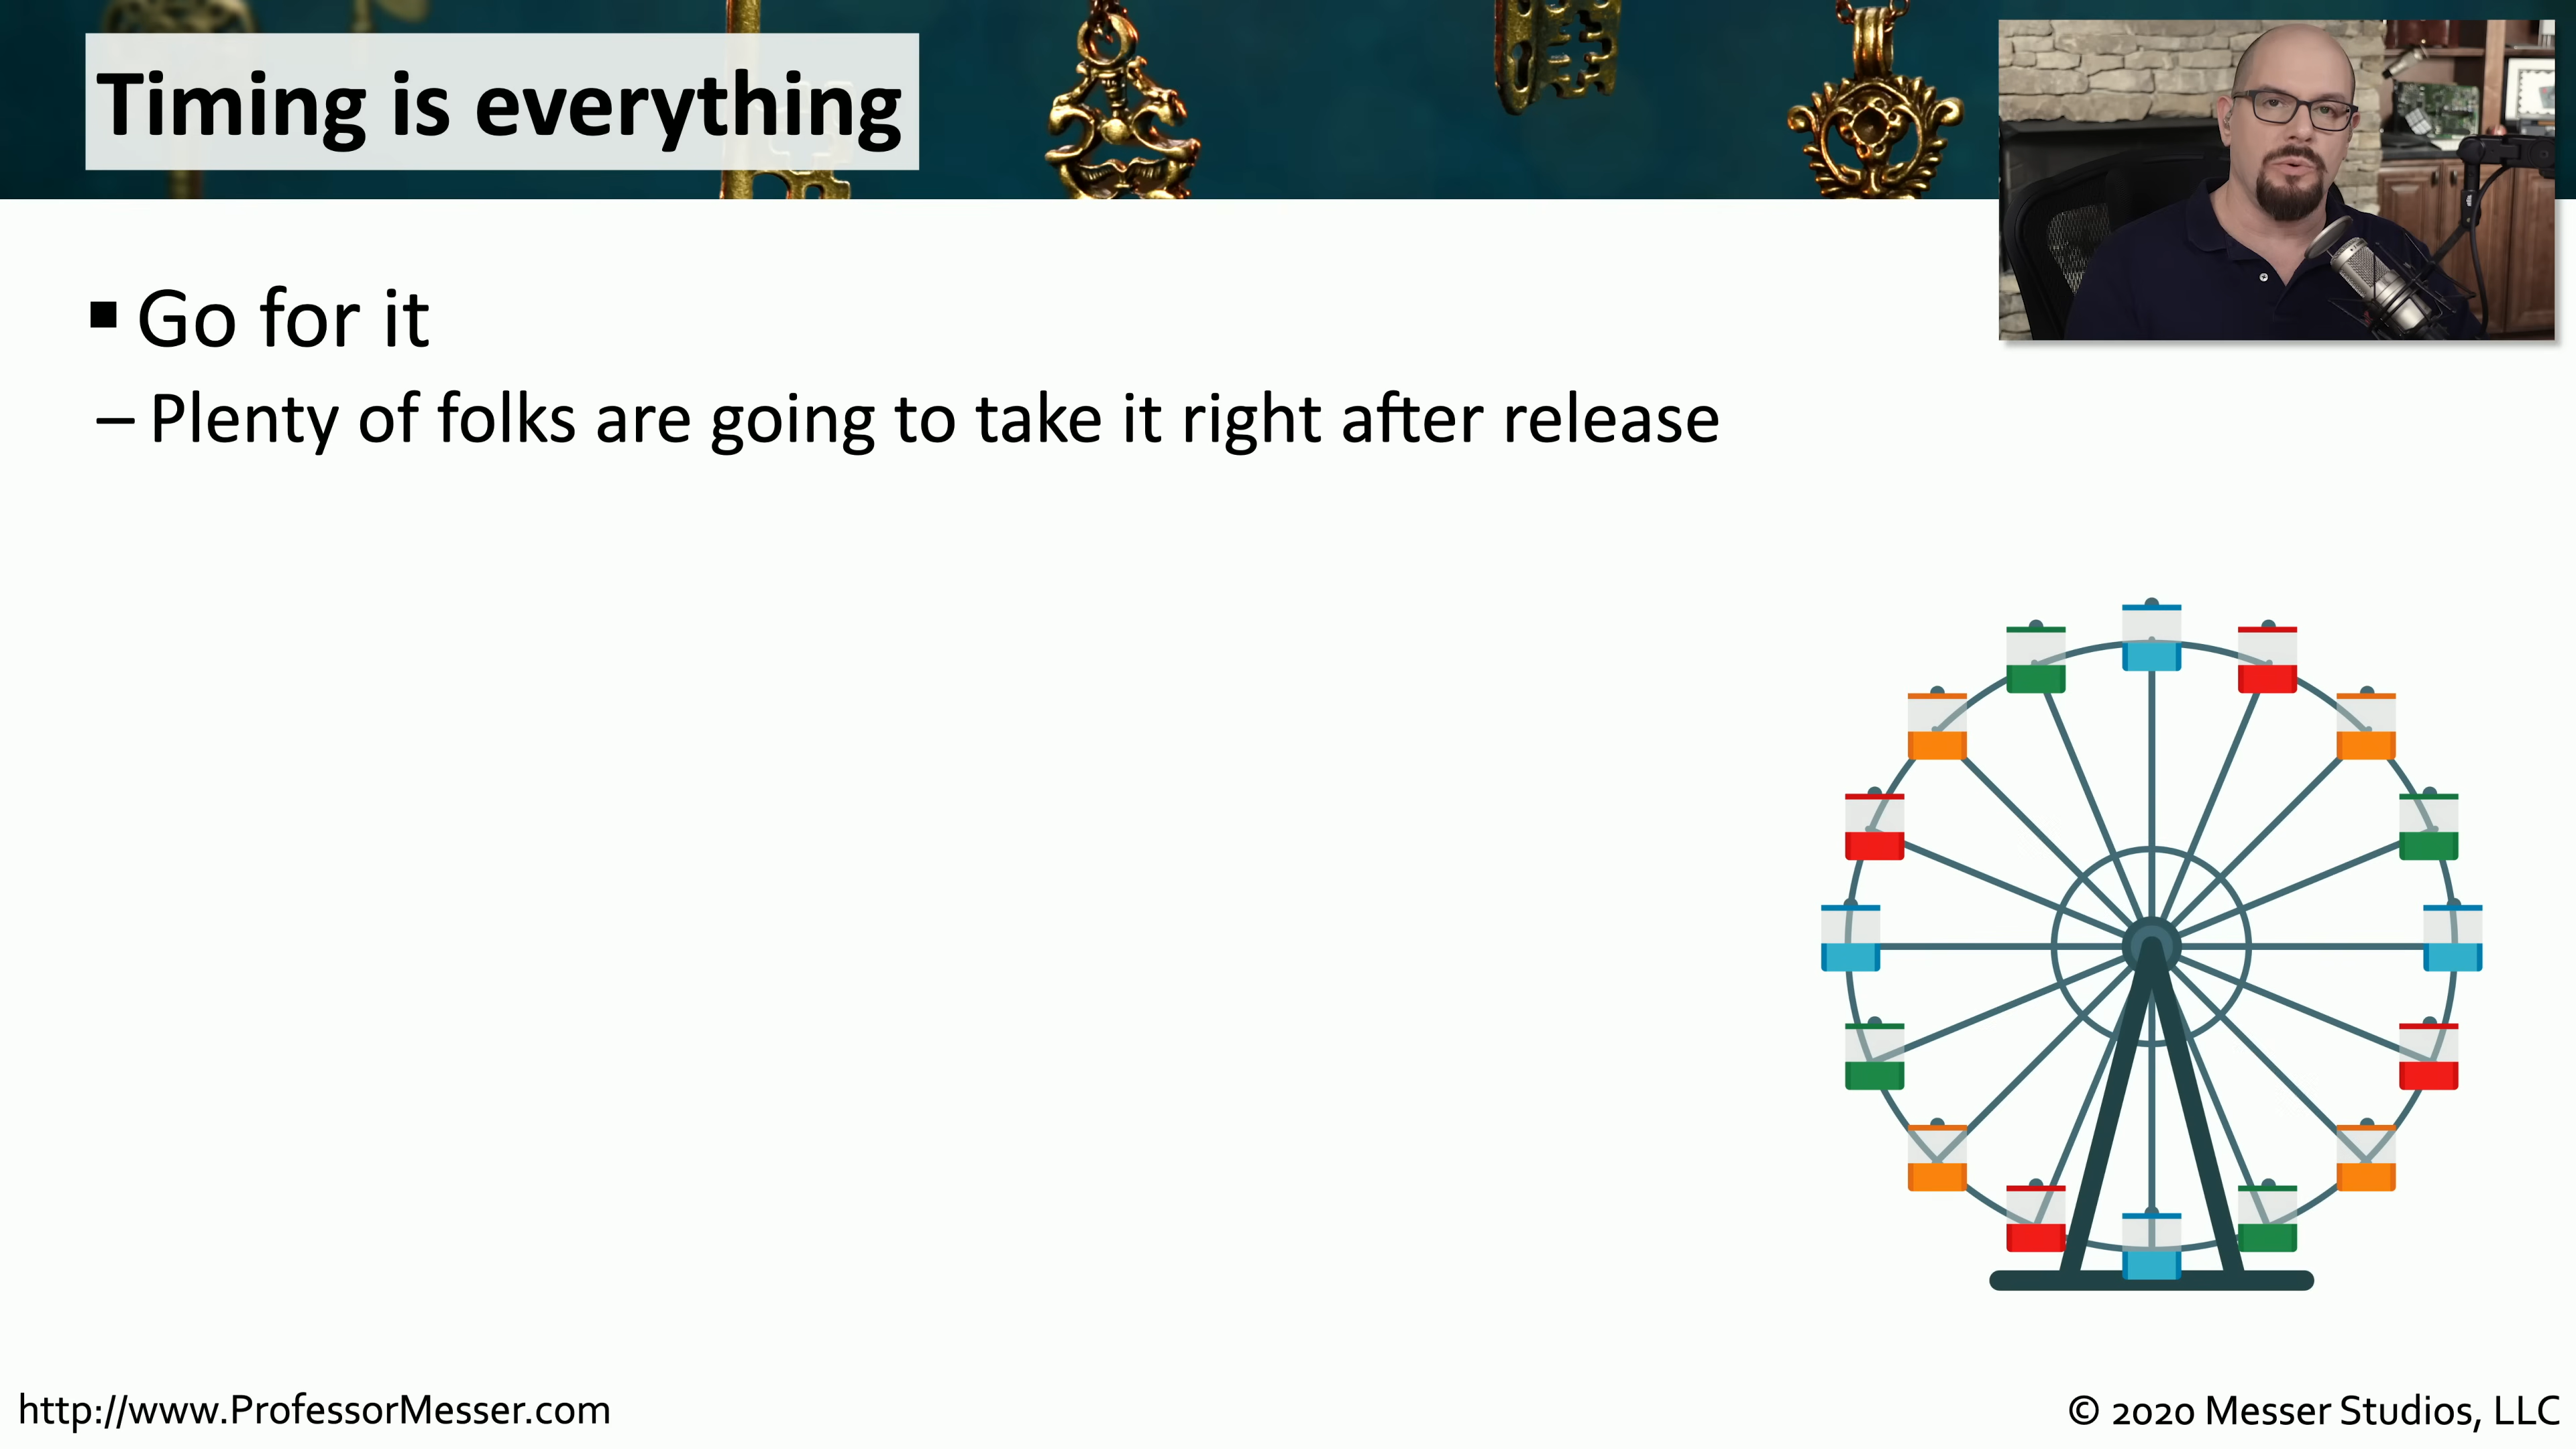 Timing is everything
▪ Go for it
– Plenty of folks are going to take it right after release
http://www.ProfessorMesser.com
© 2020 Messer Studios, LLC